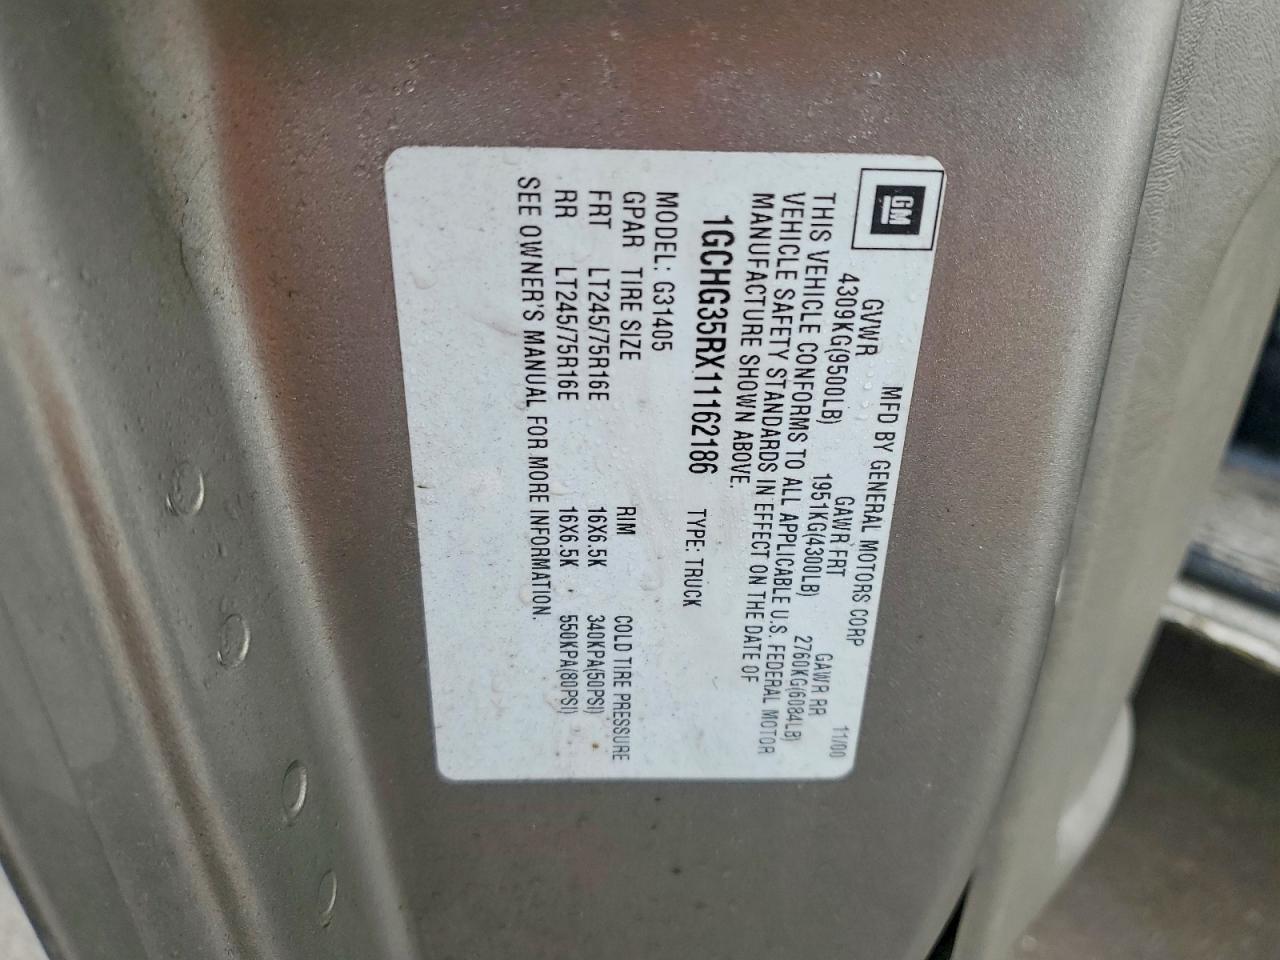 GM
MFD BY GENERAL MOTORS CORP 11/00
GVWR GAWR FRT GAWR RR
4309KG(9500LB) 1951KG(4300LB) 2760KG(6084LB)
THIS VEHICLE CONFORMS TO ALL APPLICABLE U.S. FEDERAL MOTOR
VEHICLE SAFETY STANDARDS IN EFFECT ON THE DATE OF
MANUFACTURE SHOWN ABOVE.
1GCHG35RX11162186 TYPE: TRUCK
MODEL: G31405
GPAR TIRE SIZE RIM COLD TIRE PRESSURE
FRT LT245/75R16E 16X6.5K 340KPA(50PSI)
RR LT245/75R16E 16X6.5K 550KPA(80PSI)
SEE OWNER'S MANUAL FOR MORE INFORMATION.